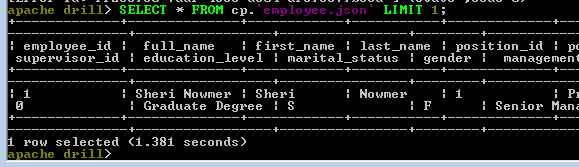 apache drill> SELECT * FROM cp.`employee.json` LIMIT 1;
| employee_id | full_name | first_name | last_name | position_id | po
supervisor_id | education_level | marital_status | gender | management
| 1 | Sheri Nowmer | Sheri | Nowmer | 1 | Pr
0 | Graduate Degree | S | F | Senior Mana
1 row selected (1.381 seconds)
apache drill>